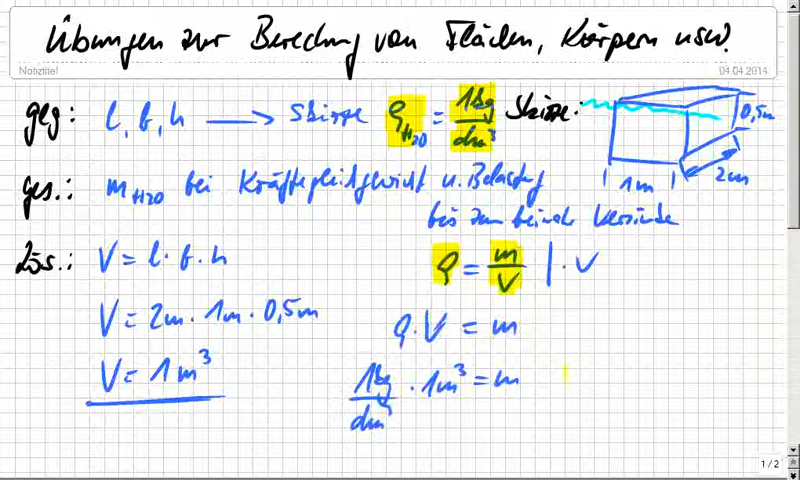 Übungen zur Berechnung von Flächen, Körpern usw.
Notiztitel
04.04.2014
geg.: l, b, h → Skizze ϱH₂O = 1kg/dm³ Skizze:
0,5m
1m
2m
ges.: mH₂O bei Kräftegleichgewicht u. Belastung
bis zum beinahe Versinken
Lös.: V = l · b · h
ϱ = m/V | · V
V = 2m · 1m · 0,5m
ϱ · V = m
V = 1m³
1kg/dm³ · 1m³ = m
1 / 2